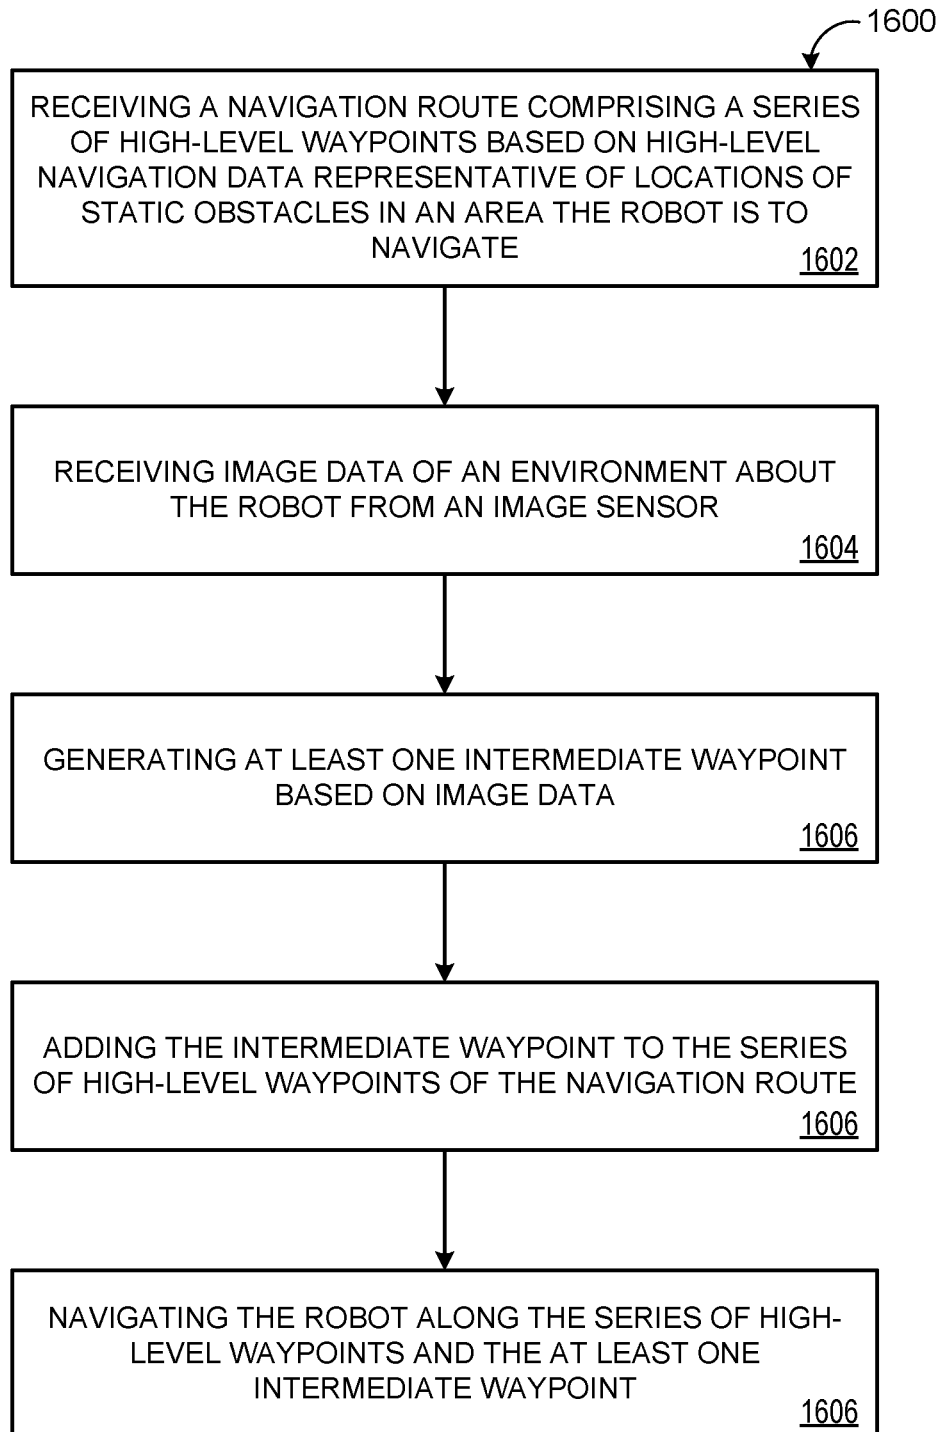 1600
RECEIVING A NAVIGATION ROUTE COMPRISING A SERIES
OF HIGH-LEVEL WAYPOINTS BASED ON HIGH-LEVEL
NAVIGATION DATA REPRESENTATIVE OF LOCATIONS OF
STATIC OBSTACLES IN AN AREA THE ROBOT IS TO
NAVIGATE
1602
RECEIVING IMAGE DATA OF AN ENVIRONMENT ABOUT
THE ROBOT FROM AN IMAGE SENSOR
1604
GENERATING AT LEAST ONE INTERMEDIATE WAYPOINT
BASED ON IMAGE DATA
1606
ADDING THE INTERMEDIATE WAYPOINT TO THE SERIES
OF HIGH-LEVEL WAYPOINTS OF THE NAVIGATION ROUTE
1606
NAVIGATING THE ROBOT ALONG THE SERIES OF HIGH-
LEVEL WAYPOINTS AND THE AT LEAST ONE
INTERMEDIATE WAYPOINT
1606